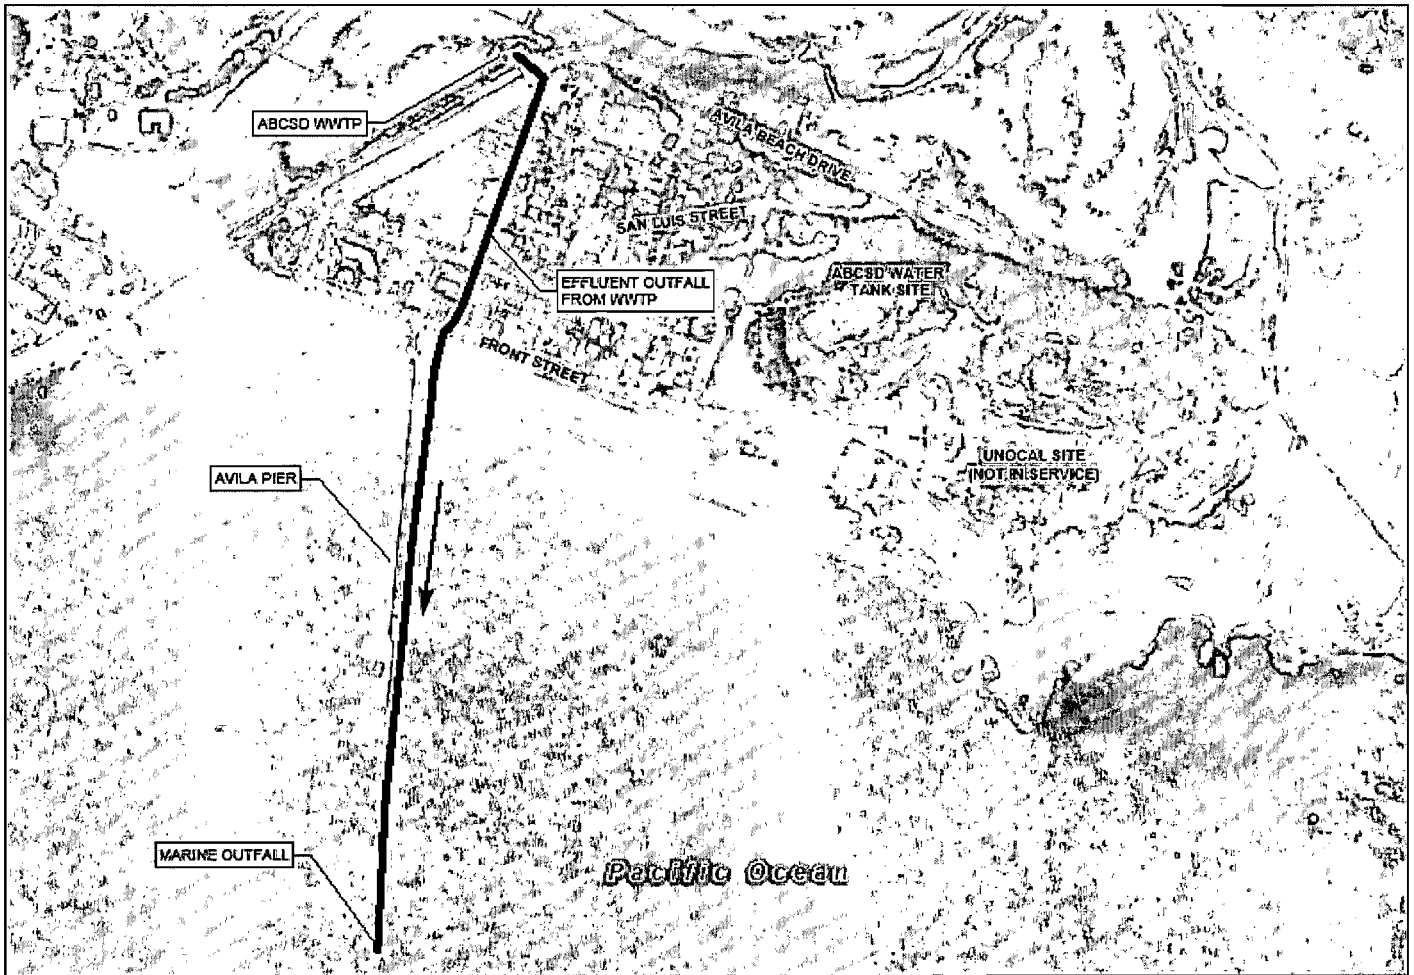 ABCSD WWTP
AVILA BEACH DRIVE
SAN LUIS STREET
EFFLUENT OUTFALL
FROM WWTP
ABCSD WATER
TANK SITE
FRONT STREET
AVILA PIER
UNOCAL SITE
(NOT IN SERVICE)
MARINE OUTFALL
Pacific Ocean